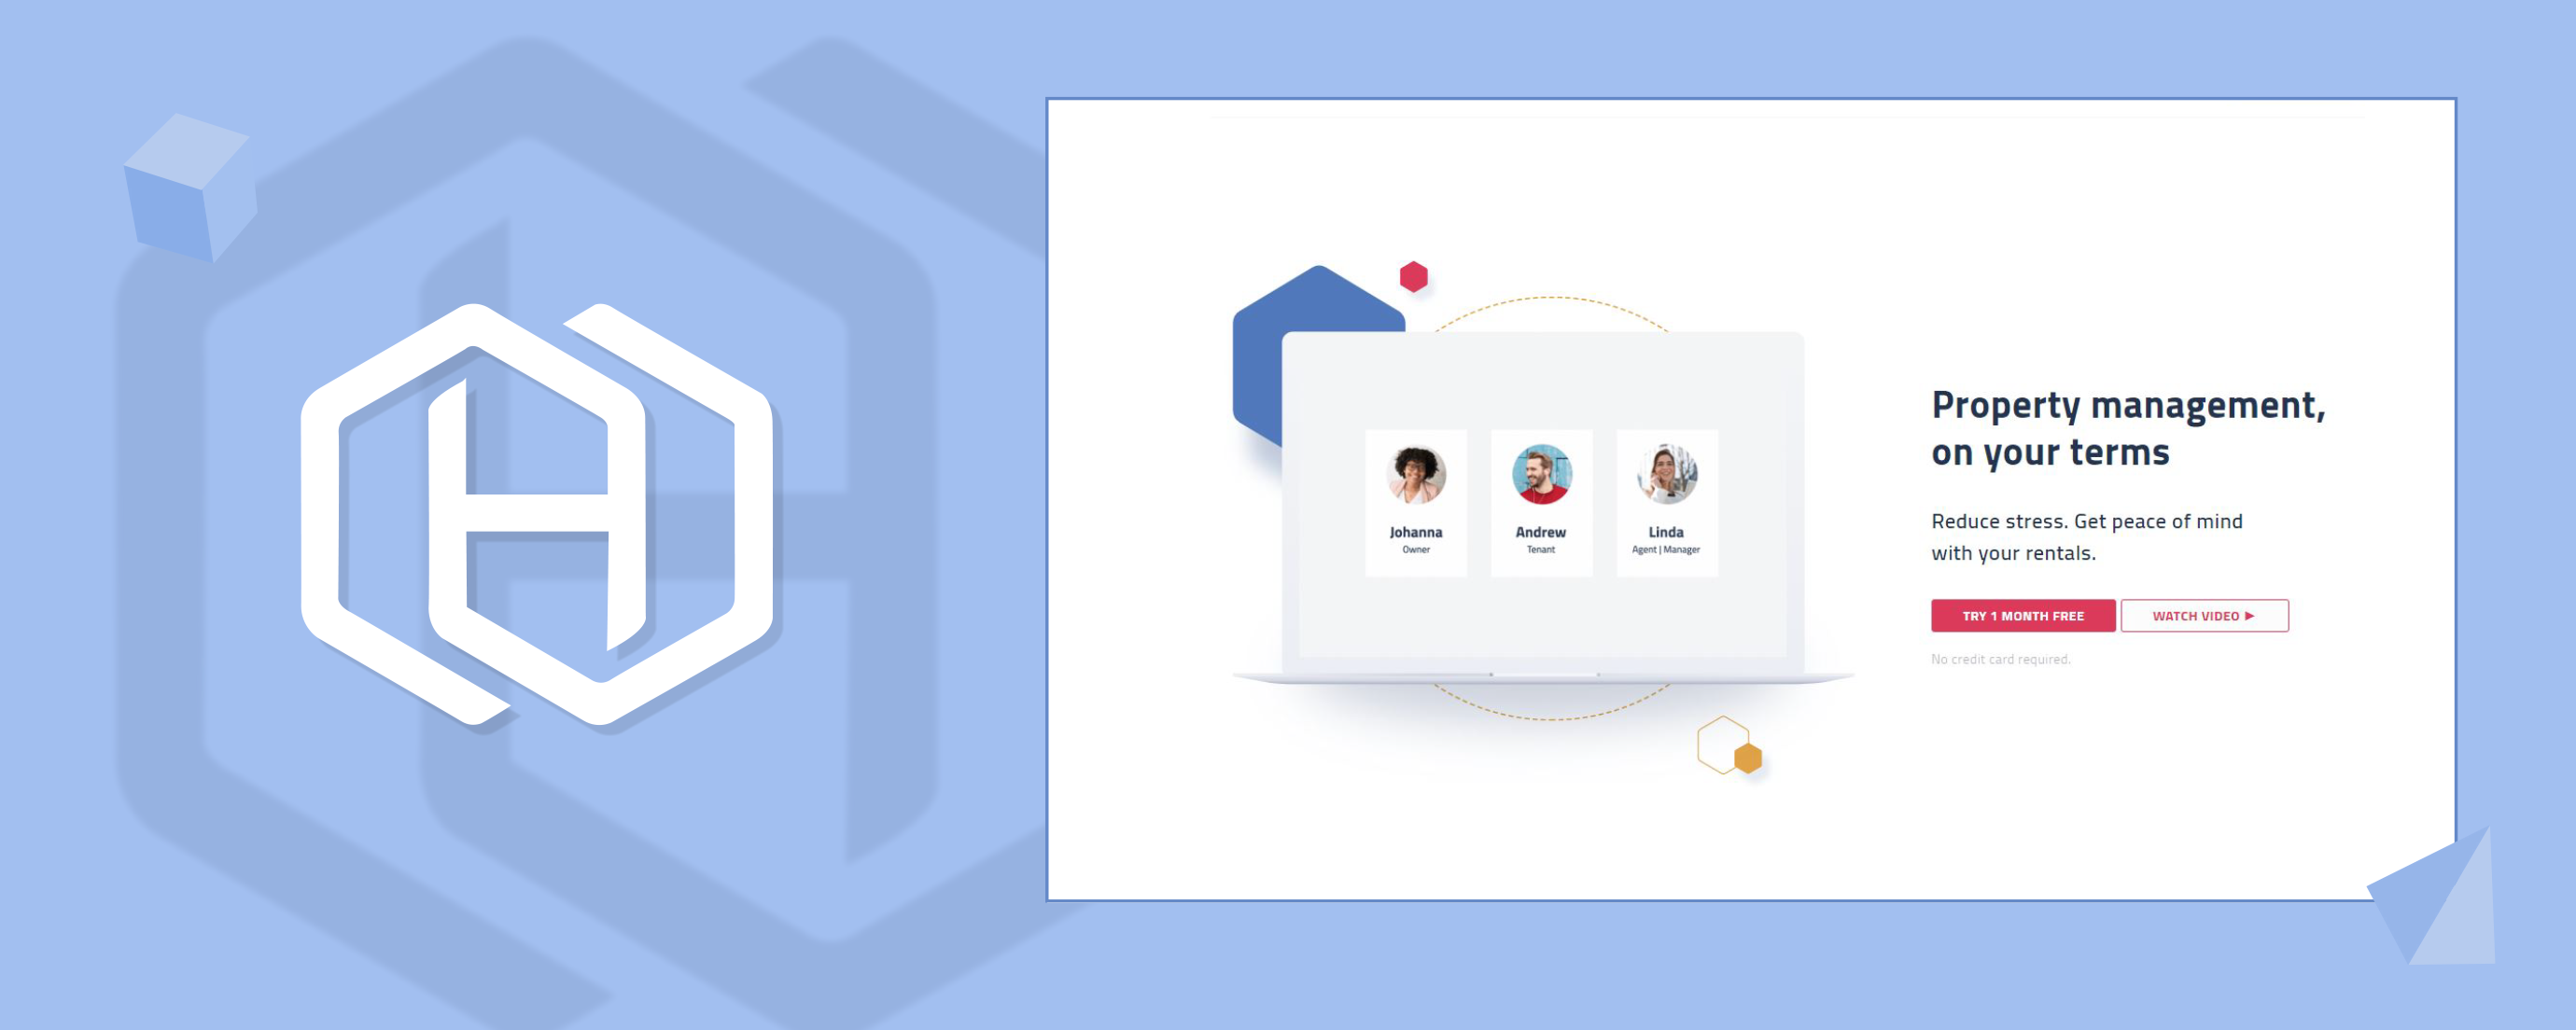 Johanna
Owner
Andrew
Tenant
Linda
Agent | Manager
Property management,
on your terms
Reduce stress. Get peace of mind
with your rentals.
TRY 1 MONTH FREE
WATCH VIDEO ▶
No credit card required.